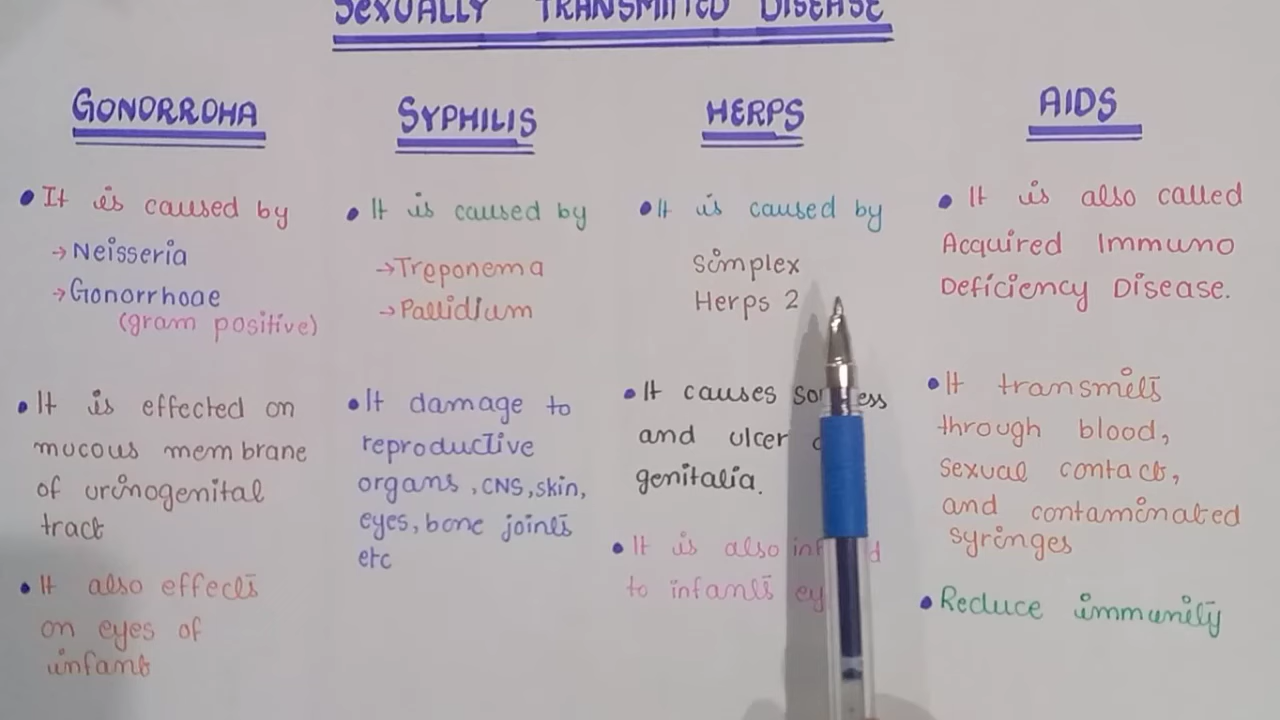 SEXUALLY TRANSMITTED DISEASE
GONORROHA
• It is caused by
→ Neisseria
→ Gonorrhoae
(gram positive)
• It is effected on
mucous membrane
of urinogenital
tract
• It also effects
on eyes of
infant
SYPHILIS
• It is caused by
→ Treponema
→ Pallidium
• It damage to
reproductive
organs, CNS, skin,
eyes, bone joints
etc
HERPS
• It is caused by
Simplex
Herps 2
• It causes
and ulcer
genitalia.
• It is also
to infants
AIDS
• It is also called
Acquired Immuno
Deficiency Disease.
• It transmits
through blood,
sexual contact,
and contaminated
syringes
• Reduce immunity